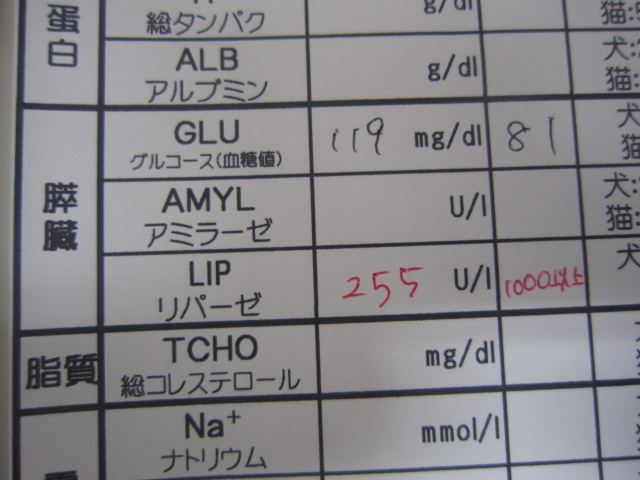 蛋白
総タンパク
g/dl
猫:
ALB
アルブミン
g/dl
犬:
猫:
膵臓
GLU
グルコース(血糖値)
119 mg/dl
81
犬
猫
AMYL
アミラーゼ
U/l
犬:
猫:
LIP
リパーゼ
255 U/l
1000以上
犬
脂質
TCHO
総コレステロール
mg/dl
Na+
ナトリウム
mmol/l